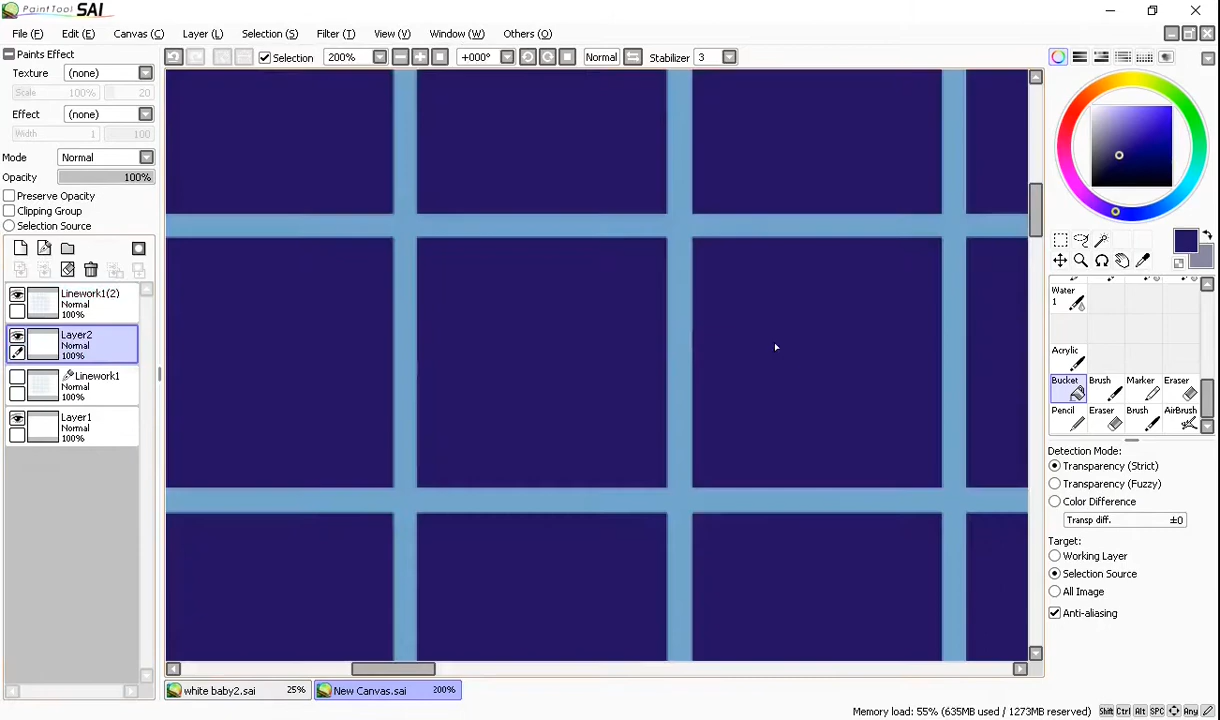 PaintTool SAI
File (F) Edit (E) Canvas (C) Layer (L) Selection (S) Filter (T) View (V) Window (W) Others (O)
Paints Effect
Selection 200% +000° Normal Stabilizer 3
Texture (none)
Scale 100% 20
Effect (none)
Width 1 100
Mode Normal
Opacity 100%
Preserve Opacity
Clipping Group
Selection Source
Linework1(2)
Normal
100%
Layer2
Normal
100%
Linework1
Normal
100%
Layer1
Normal
100%
Water
1
Acrylic
Bucket Brush Marker Eraser
Pencil Eraser Brush AirBrush
Detection Mode:
Transparency (Strict)
Transparency (Fuzzy)
Color Difference
Transp diff. ±0
Target:
Working Layer
Selection Source
All Image
Anti-aliasing
white baby2.sai 25% New Canvas.sai 200%
Memory load: 55% (635MB used / 1273MB reserved) Shift Ctrl Alt SPC Any